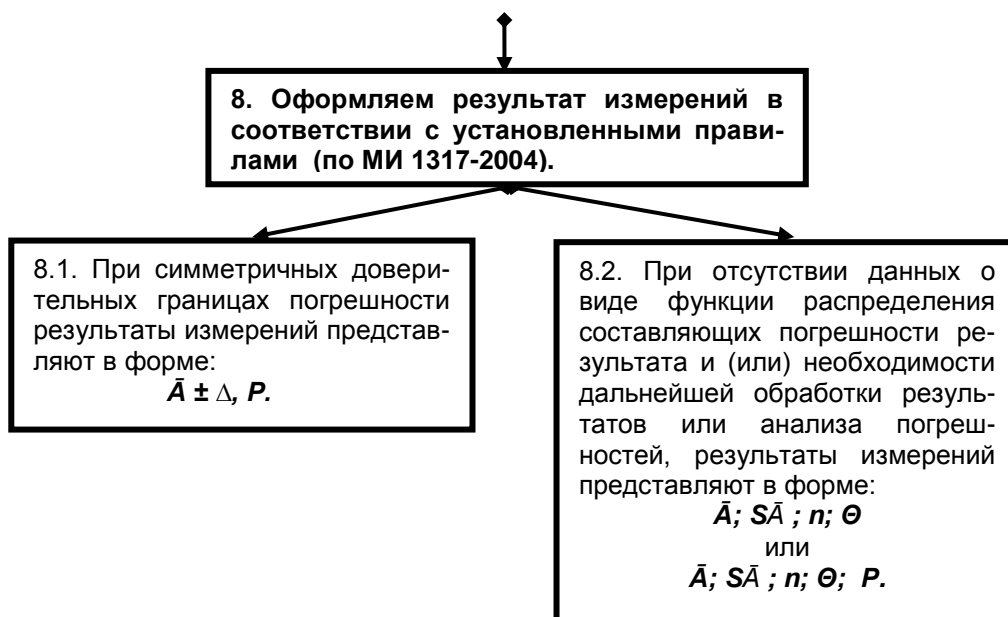 8. Оформляем результат измерений в
соответствии с установленными прави-
лами (по МИ 1317-2004).
8.1. При симметричных довери-
тельных границах погрешности
результаты измерений представ-
ляют в форме:
Ā ± ∆, P.
8.2. При отсутствии данных о
виде функции распределения
составляющих погрешности ре-
зультата и (или) необходимости
дальнейшей обработки резуль-
татов или анализа погреш-
ностей, результаты измерений
представляют в форме:
Ā; SĀ ; n; Θ
или
Ā; SĀ ; n; Θ; P.